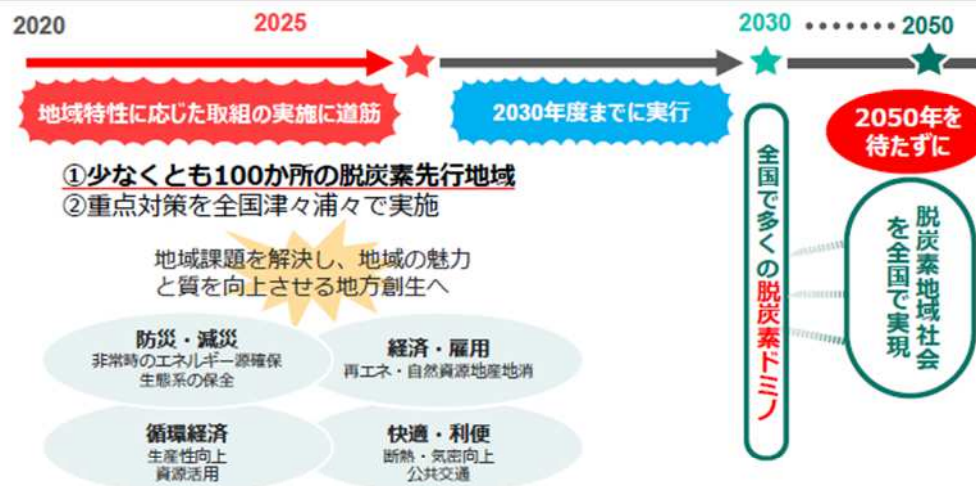 2020
2025
2030 ・・・・・・・ 2050
地域特性に応じた取組の実施に道筋
2030年度までに実行
2050年を
待たずに
①少なくとも100か所の脱炭素先行地域
②重点対策を全国津々浦々で実施
地域課題を解決し、地域の魅力
と質を向上させる地方創生へ
防災・減災
非常時のエネルギー源確保
生態系の保全
経済・雇用
再エネ・自然資源地産地消
循環経済
生産性向上
資源活用
快適・利便
断熱・気密向上
公共交通
全国で多くの脱炭素ドミノ
脱炭素地域社会
を全国で実現